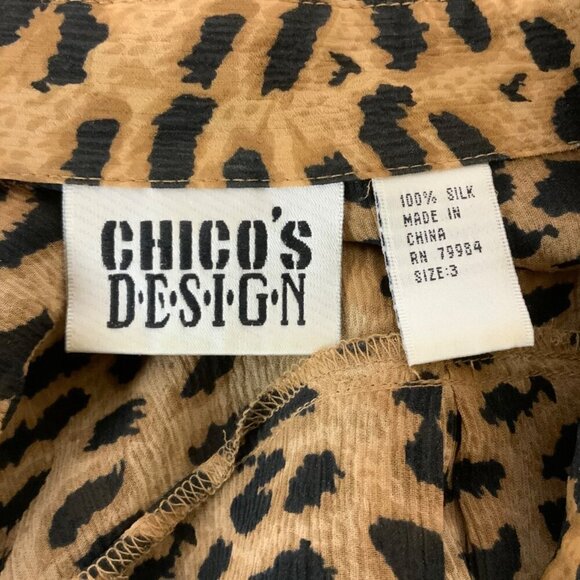 CHICO'S
D·E·S·I·G·N
100% SILK
MADE IN
CHINA
RN 79984
SIZE:3